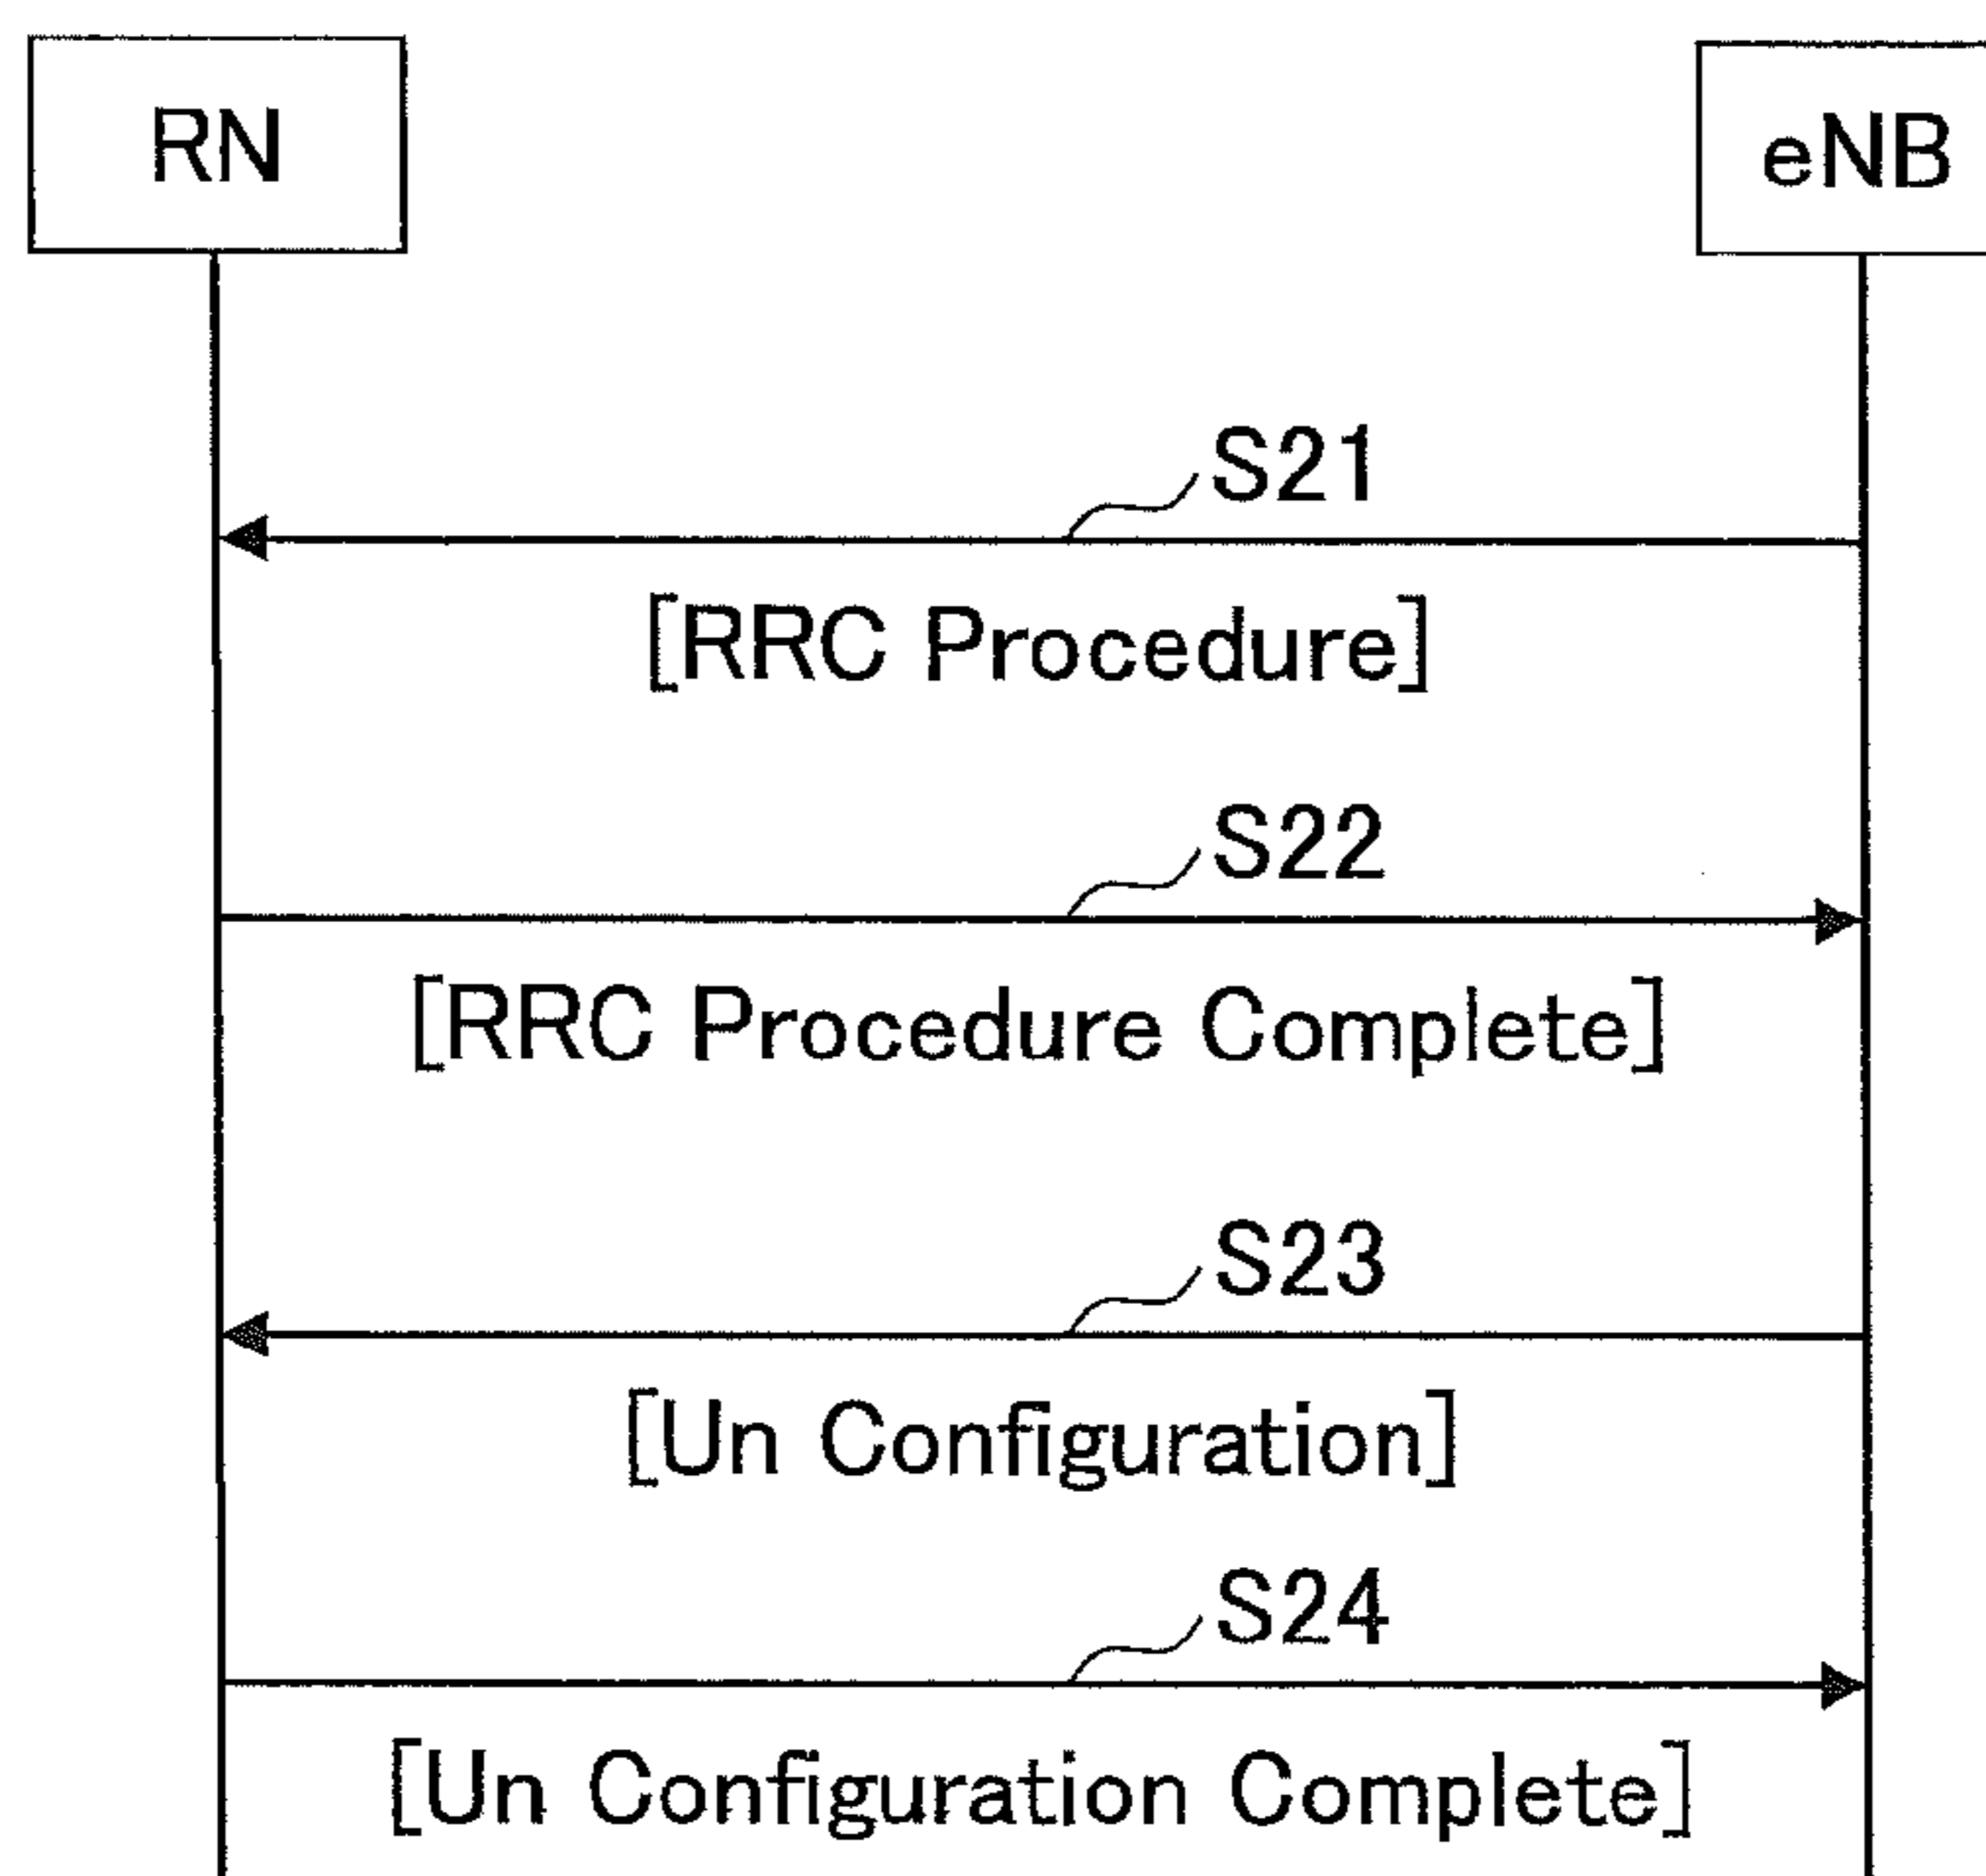 RN
eNB
S21
[RRC Procedure]
S22
[RRC Procedure Complete]
S23
[Un Configuration]
S24
[Un Configuration Complete]